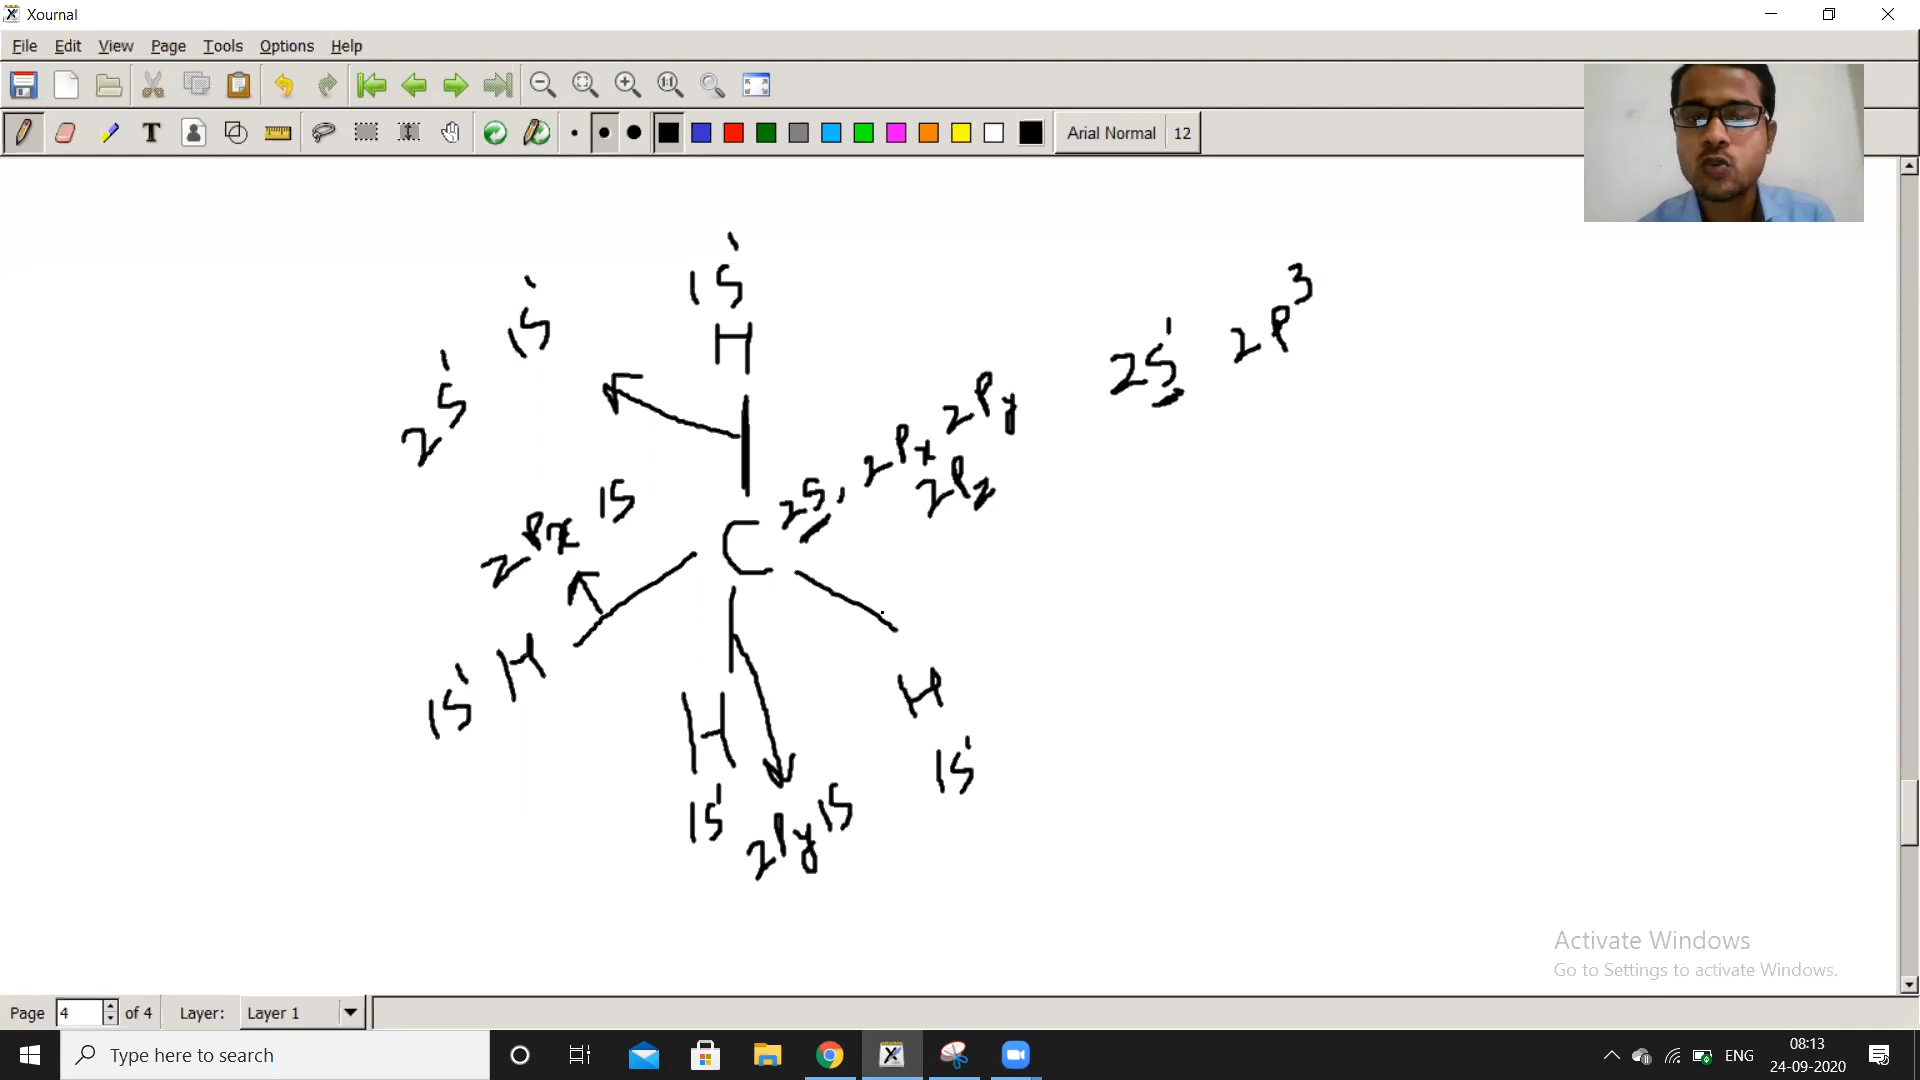 Xournal
File Edit View Page Tools Options Help
Arial Normal 12
1S¹
1S¹
H
2S¹
2S¹ 2P³
2S, 2Px 2Py
2Pz
2Px 1S
C
H
1S¹
H
1S¹
H
1S¹
2Py 1S
Activate Windows
Go to Settings to activate Windows.
Page 4 of 4 Layer: Layer 1
Type here to search
ENG
08:13
24-09-2020